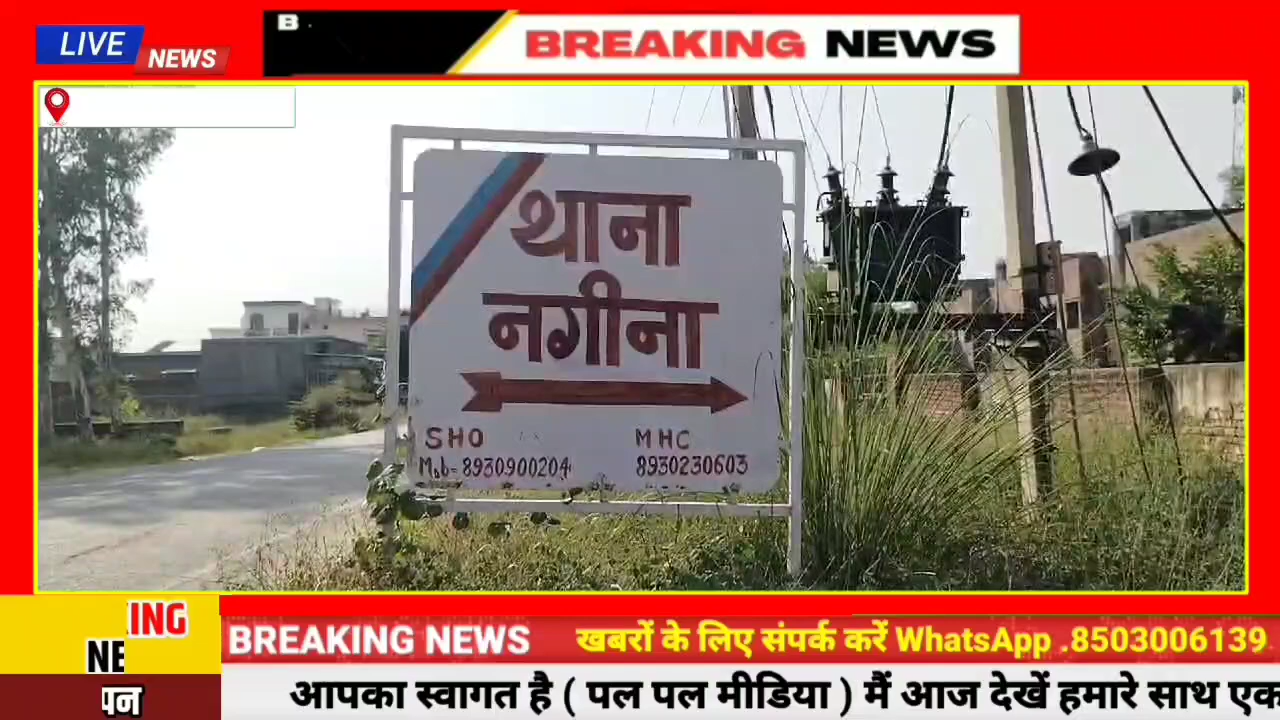 LIVE
NEWS
B
BREAKING NEWS
थाना
नगीना
SHO
MHC
Mob=8930900204
8930230603
ING
NE
BREAKING NEWS
खबरों के लिए संपर्क करें WhatsApp .8503006139
पन
आपका स्वागत है ( पल पल मीडिया ) मैं आज देखें हमारे साथ एक